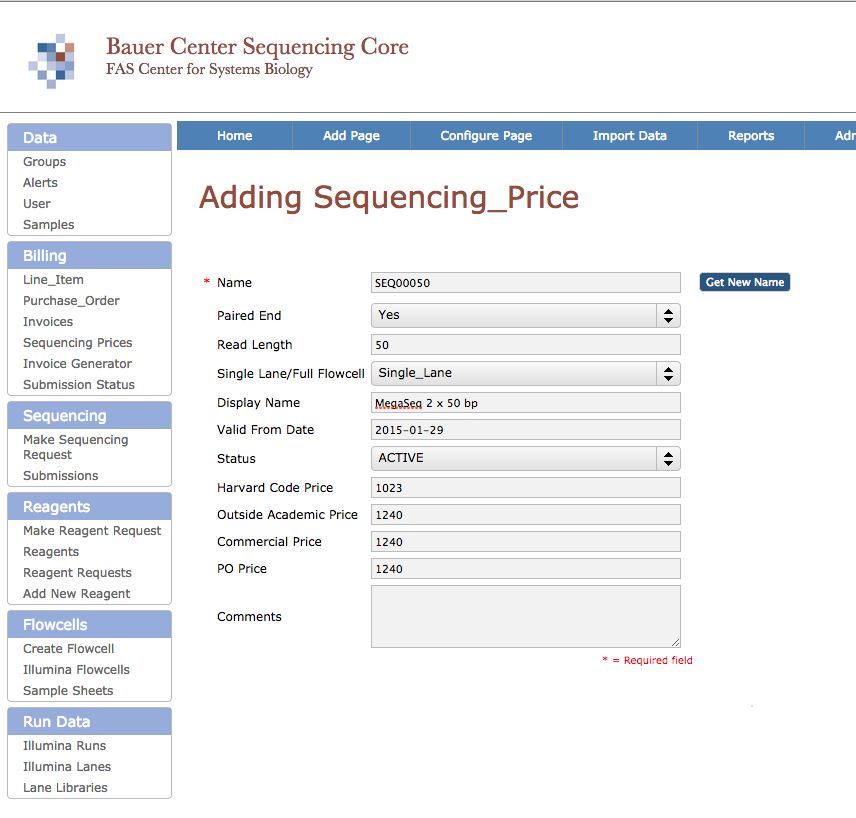 Bauer Center Sequencing Core
FAS Center for Systems Biology
Home Add Page Configure Page Import Data Reports Adr
Data
Groups
Alerts
User
Samples
Billing
Line_Item
Purchase_Order
Invoices
Sequencing Prices
Invoice Generator
Submission Status
Sequencing
Make Sequencing
Request
Submissions
Reagents
Make Reagent Request
Reagents
Reagent Requests
Add New Reagent
Flowcells
Create Flowcell
Illumina Flowcells
Sample Sheets
Run Data
Illumina Runs
Illumina Lanes
Lane Libraries
Adding Sequencing_Price
* Name SEQ00050 Get New Name
Paired End Yes
Read Length 50
Single Lane/Full Flowcell Single_Lane
Display Name MegaSeq 2 x 50 bp
Valid From Date 2015-01-29
Status ACTIVE
Harvard Code Price 1023
Outside Academic Price 1240
Commercial Price 1240
PO Price 1240
Comments
* = Required field